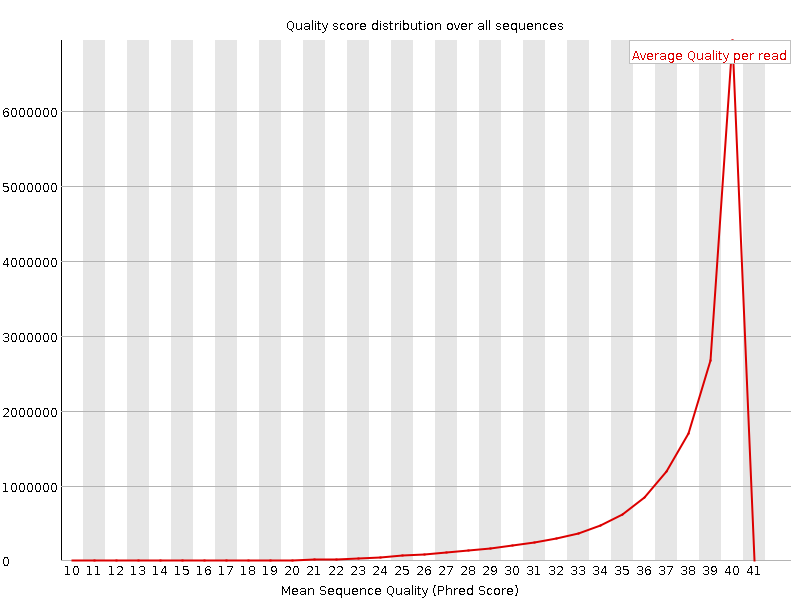 Quality score distribution over all sequences
Average Quality per read
6000000
5000000
4000000
3000000
2000000
1000000
0
10 11 12 13 14 15 16 17 18 19 20 21 22 23 24 25 26 27 28 29 30 31 32 33 34 35 36 37 38 39 40 41
Mean Sequence Quality (Phred Score)